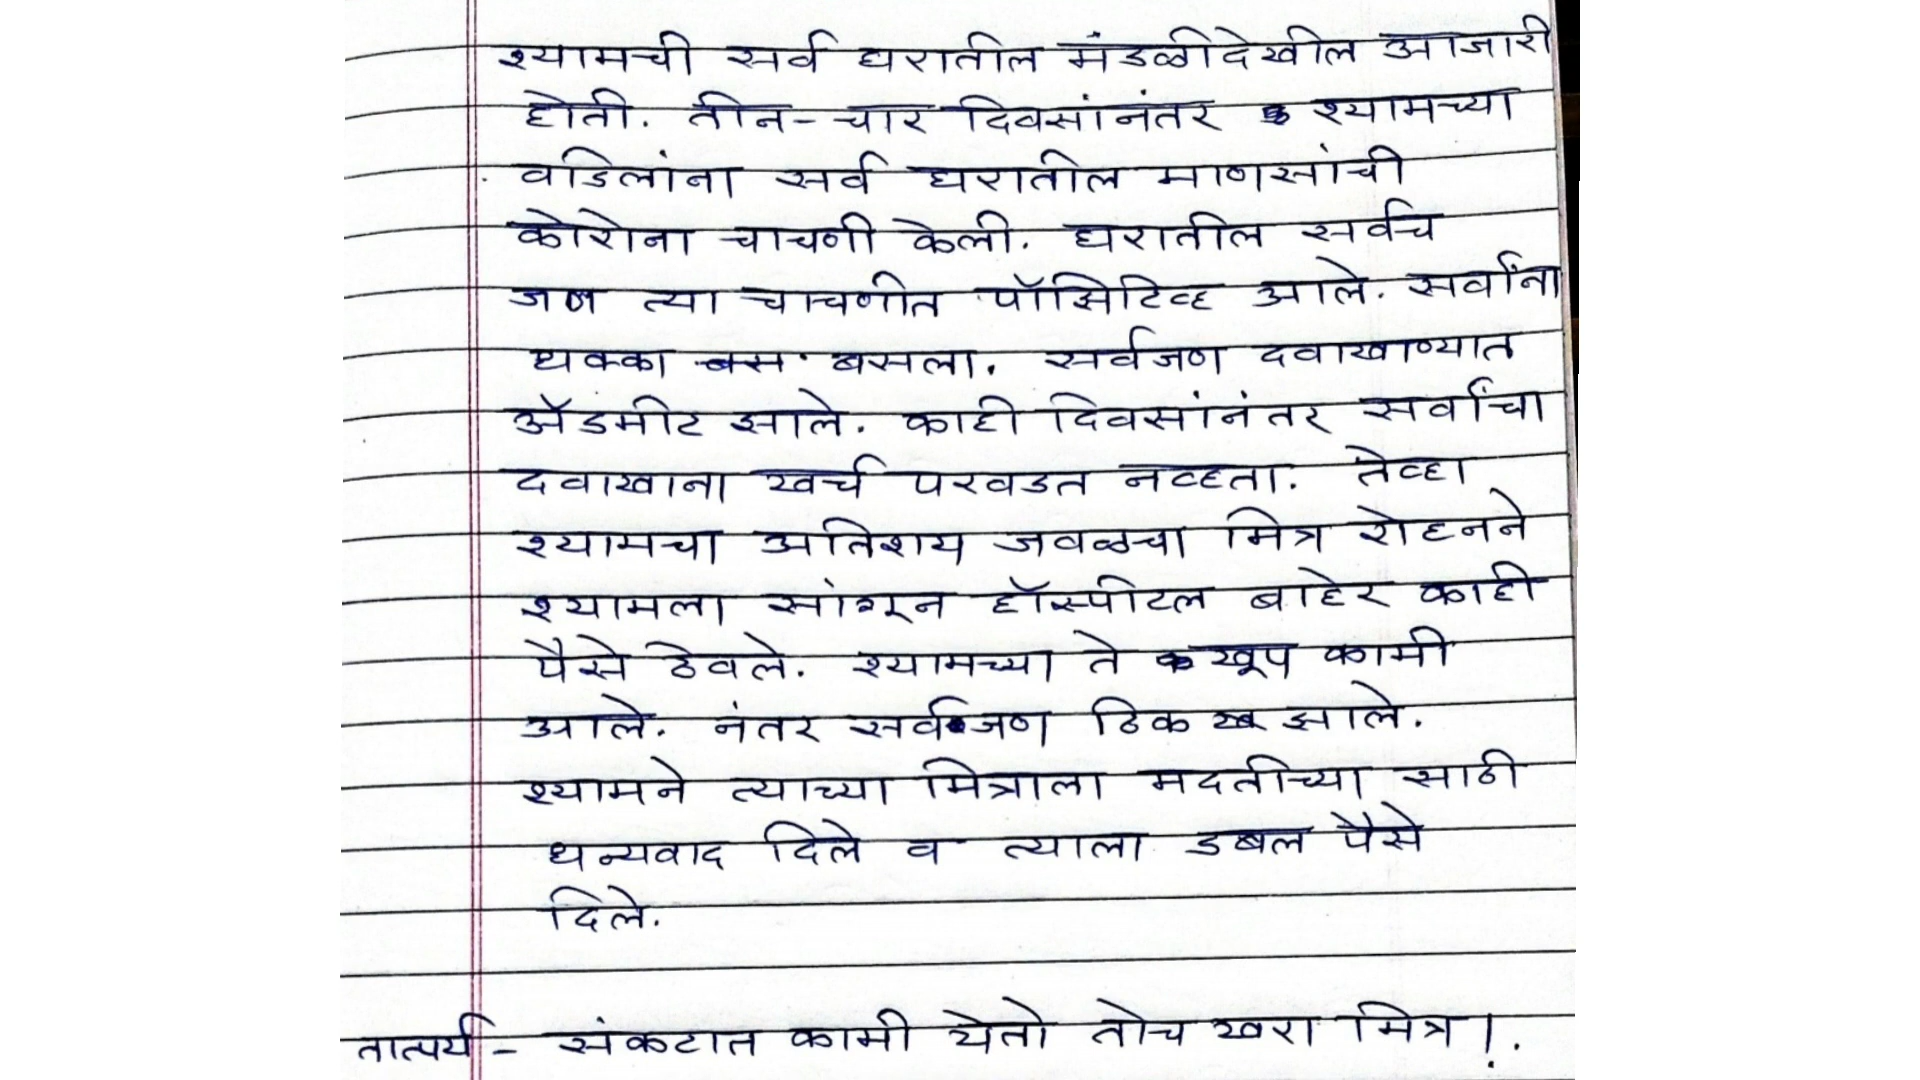 श्यामची सर्व घरातील मंडळीदेखील आजारी
होती. तीन-चार दिवसांनंतर श्यामच्या
वडिलांना सर्व घरातील माणसांची
कोरोना चाचणी केली. घरातील सर्वच
जण त्या चाचणीत पॉझिटिव्ह आले. सर्वांना
धक्का बसला. सर्वजण दवाखाण्यात
अ‍ॅडमीट झाले. काही दिवसांनंतर सर्वांचा
दवाखाना खर्च परवडत नव्हता. तेव्हा
श्यामचा अतिशय जवळचा मित्र रोहनने
श्यामला सांगून हॉस्पीटल बाहेर काही
पैसे ठेवले. श्यामच्या ते खूप कामी
आले. नंतर सर्वजण ठिक झाले.
श्यामने त्याच्या मित्राला मदतीच्या साठी
धन्यवाद दिले व त्याला डबल पैसे
दिले.
तात्पर्य - संकटात कामी येतो तोच खरा मित्र!.